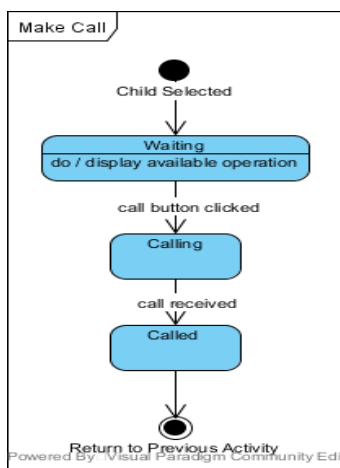 Make Call
Child Selected
Waiting
do / display available operation
call button clicked
Calling
call received
Called
Return to Previous Activity
Powered By Visual Paradigm Community Edi